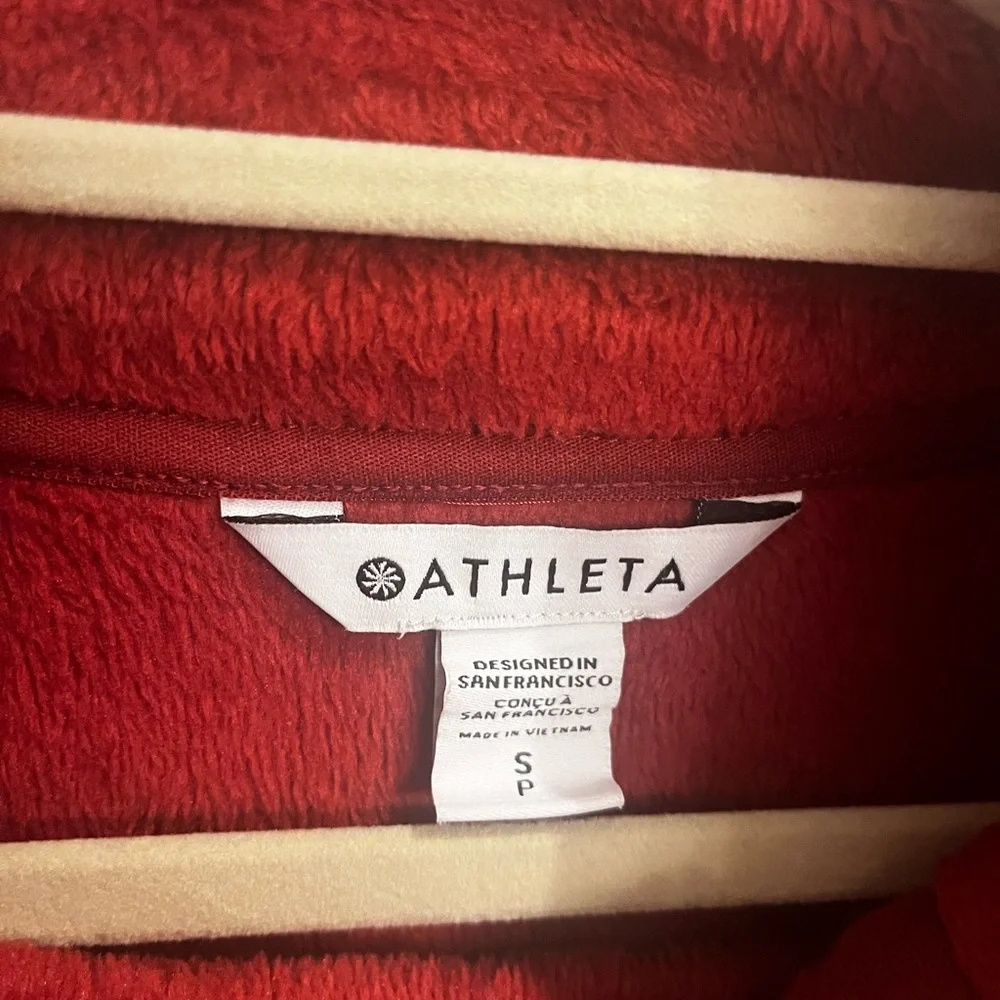 ATHLETA
DESIGNED IN
SAN FRANCISCO
CONÇU À
SAN FRANCISCO
MADE IN VIETNAM
S
P